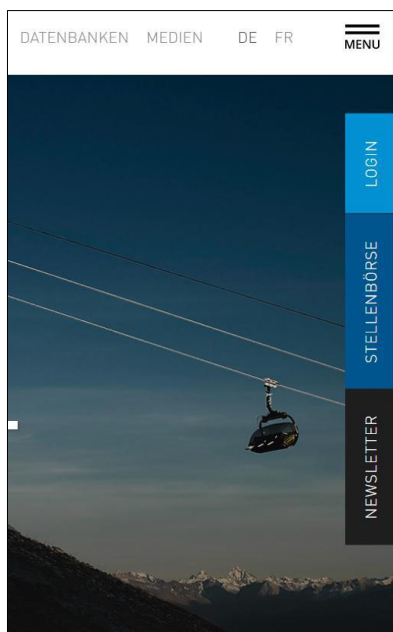 DATENBANKEN MEDIEN DE FR
MENU
LOGIN
STELLENBÖRSE
NEWSLETTER